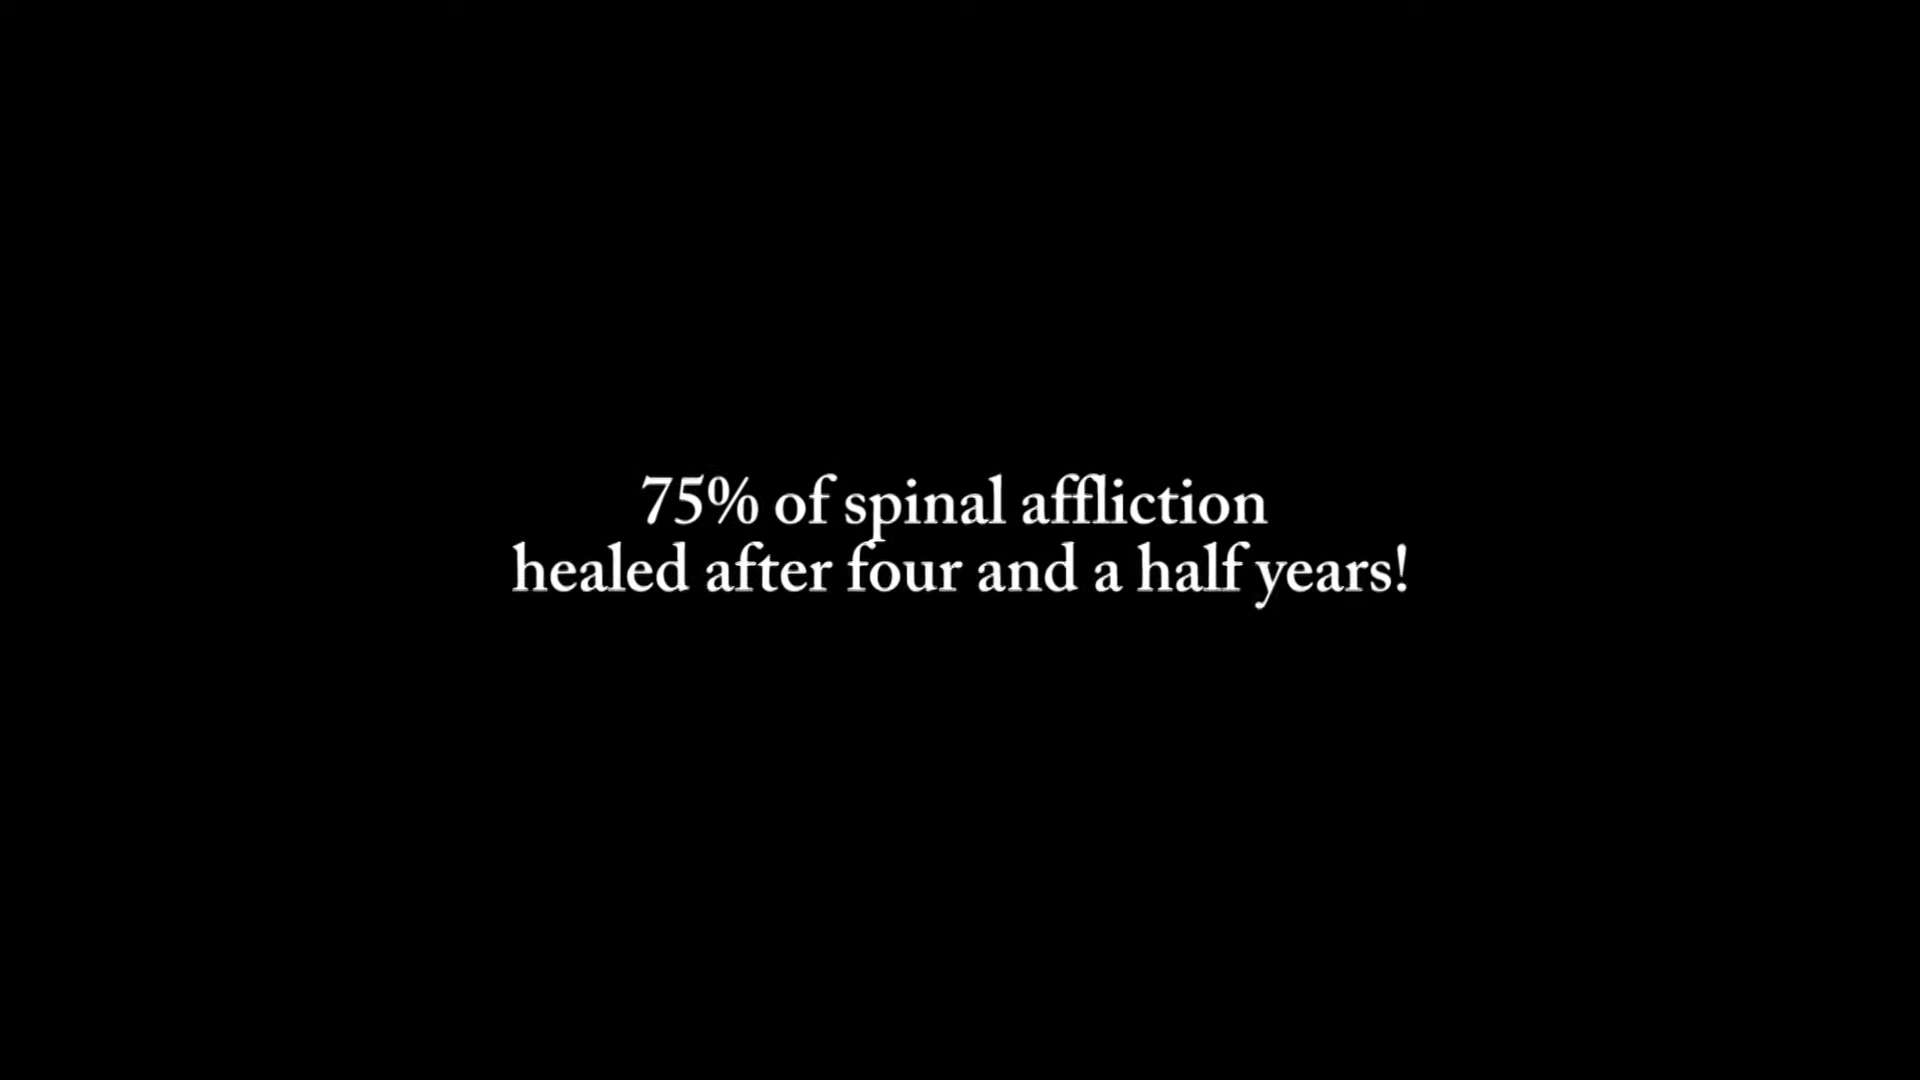 75% of spinal affliction
healed after four and a half years!